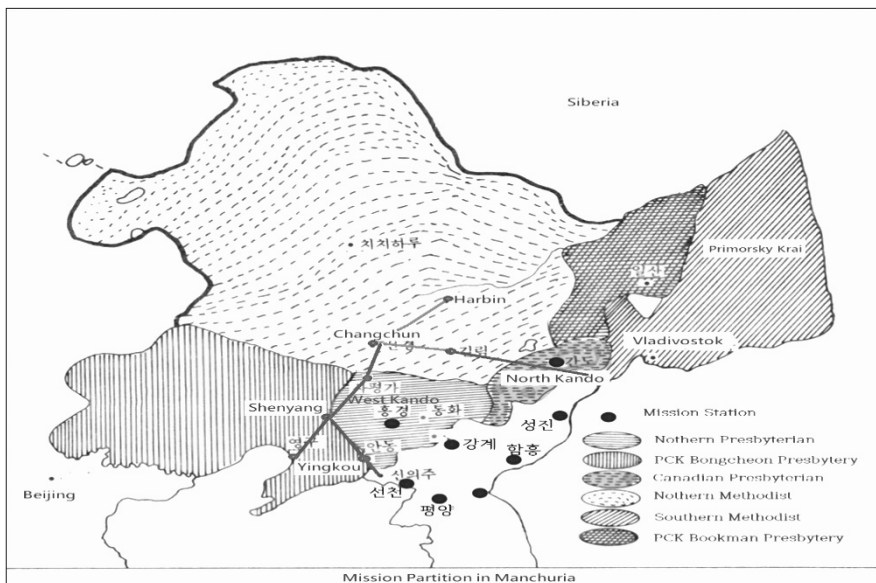 Siberia
Primorsky Krai
치치하루
밀산
Harbin
Changchun
길림
Vladivostok
간도
North Kando
평가
West Kando
Shenyang
홍경
통화
성진
Mission Station
영구
안동
강계
함흥
Nothern Presbyterian
Yingkou
신의주
PCK Bongcheon Presbytery
Beijing
선천
Canadian Presbyterian
평양
Nothern Methodist
Southern Methodist
PCK Bookman Presbytery
Mission Partition in Manchuria